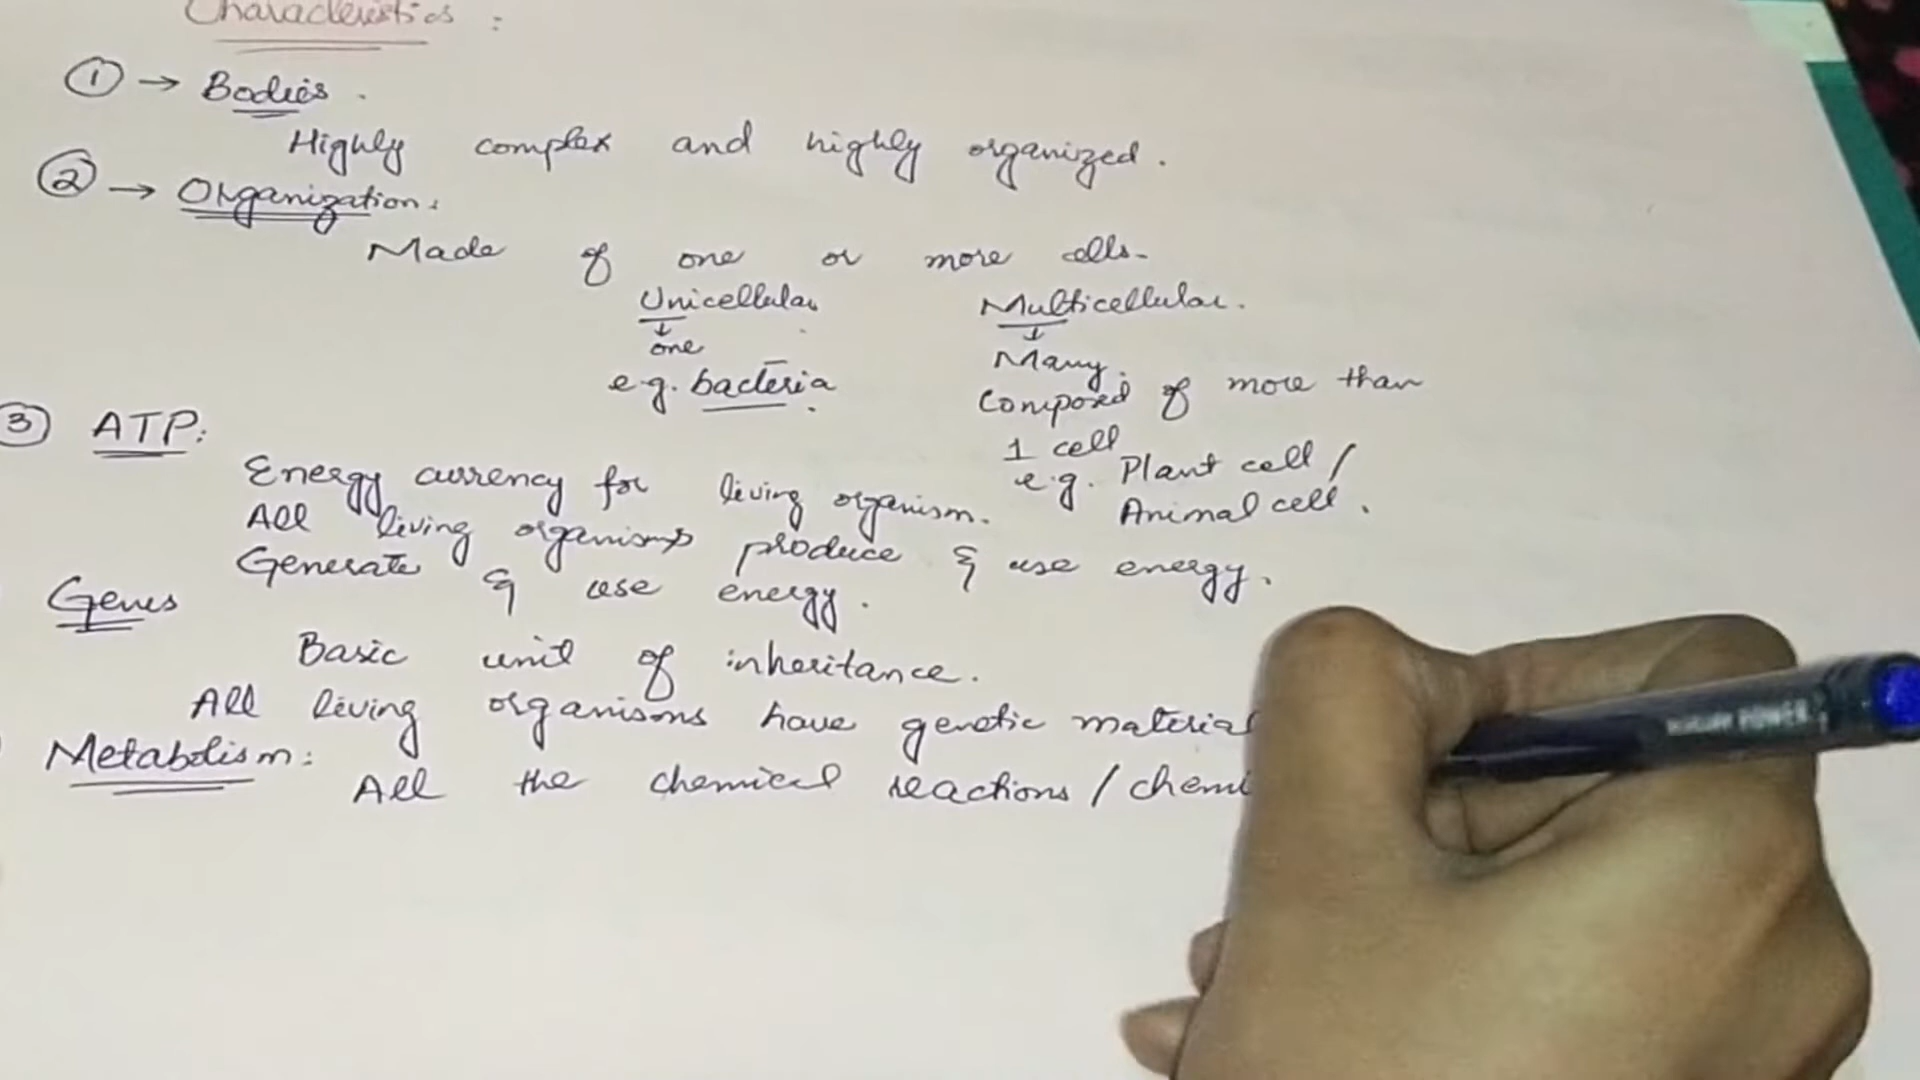 Characteristics :
① → Bodies .
Highly complex and highly organized .
② → Organization .
Made of one or more cells .
Unicellular Multicellular .
↓ ↓
one Many .
e.g. bacteria Composed of more than
1 cell
e.g. Plant cell /
Animal cell .
③ ATP :
Energy currency for living organism .
All living organisms produce & use energy .
Generate & use energy .
Genes
Basic unit of inheritance .
All living organisms have genetic material
Metabolism :
All the chemical reactions / chemi